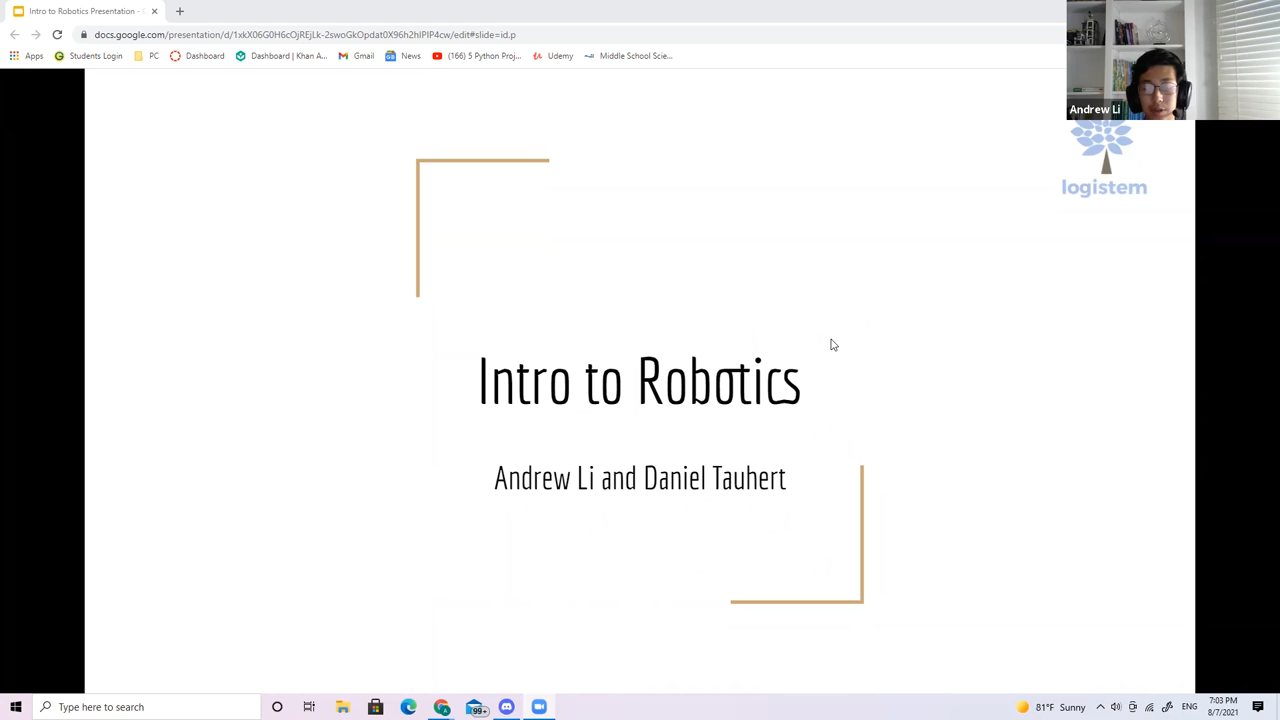 Intro to Robotics Presentation - G
docs.google.com/presentation/d/1xkX06G0H6cOjREjLk-2swoGkOpdamtX96h2hIPIP4cw/edit#slide=id.p
Apps
Students Login
PC
Dashboard
Dashboard | Khan A...
Gmail
News
(166) 5 Python Proj...
Udemy
Middle School Scie...
Andrew Li
logistem
Intro to Robotics
Andrew Li and Daniel Tauhert
Type here to search
99+
81°F Sunny
ENG
7:03 PM
8/7/2021